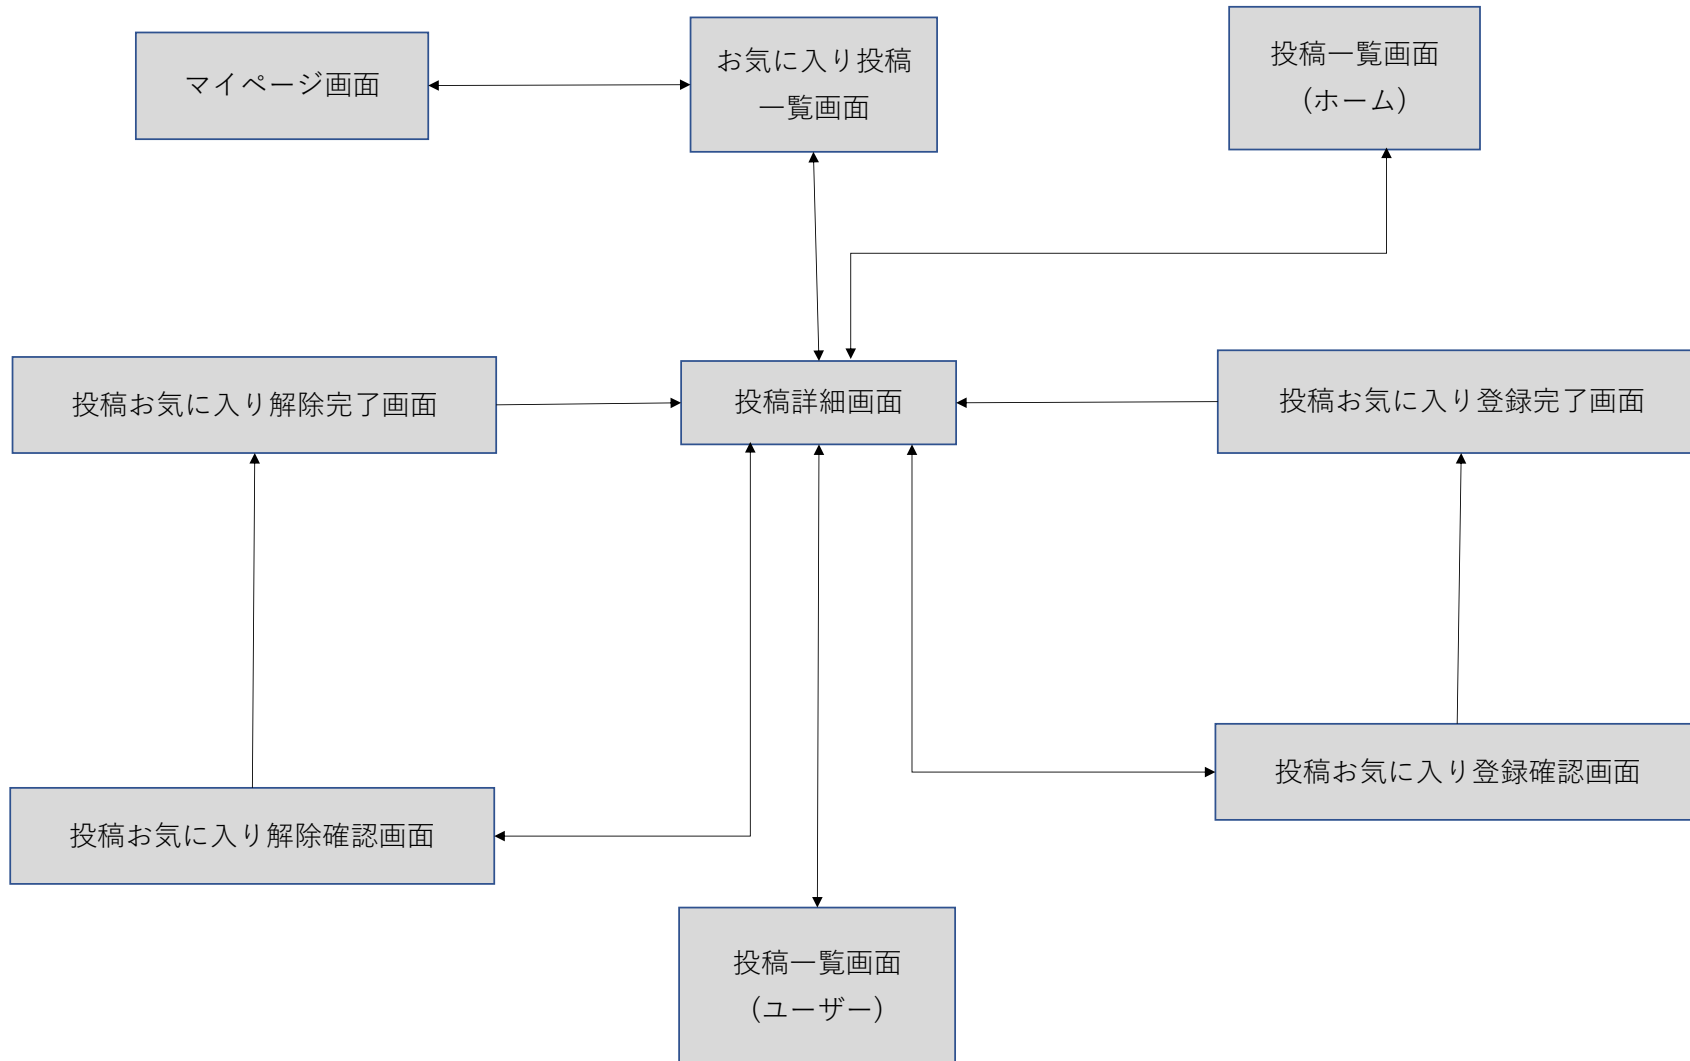 マイページ画面
お気に入り投稿
一覧画面
投稿一覧画面
(ホーム)
投稿お気に入り解除完了画面
投稿詳細画面
投稿お気に入り登録完了画面
投稿お気に入り登録確認画面
投稿お気に入り解除確認画面
投稿一覧画面
(ユーザー)